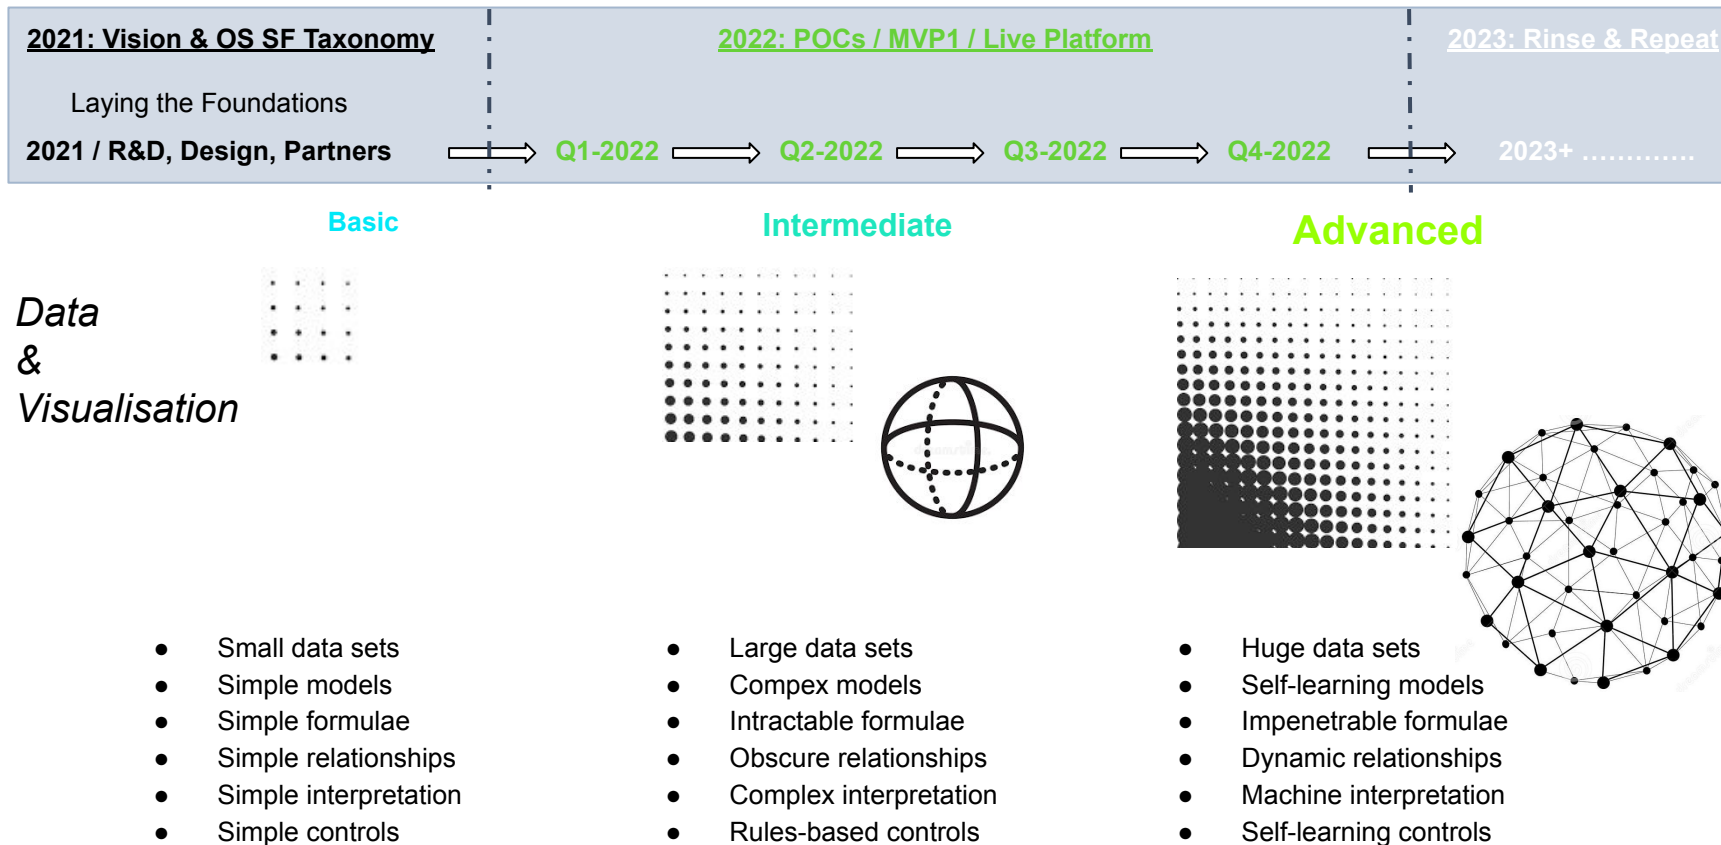 2021: Vision & OS SF Taxonomy
2022: POCs / MVP1 / Live Platform
2023: Rinse & Repeat
Laying the Foundations
2021 / R&D, Design, Partners
Q1-2022
Q2-2022
Q3-2022
Q4-2022
2023+ .............
Basic
Intermediate
Advanced
Data
&
Visualisation
● Small data sets
● Simple models
● Simple formulae
● Simple relationships
● Simple interpretation
● Simple controls
● Large data sets
● Compex models
● Intractable formulae
● Obscure relationships
● Complex interpretation
● Rules-based controls
● Huge data sets
● Self-learning models
● Impenetrable formulae
● Dynamic relationships
● Machine interpretation
● Self-learning controls